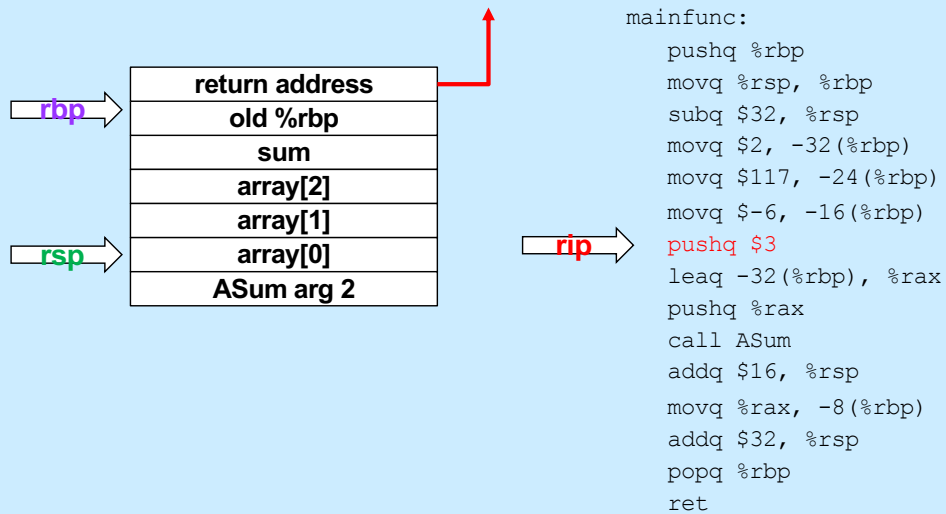 return address
rbp
old %rbp
sum
array[2]
array[1]
rsp
array[0]
ASum arg 2
rip
mainfunc:
pushq %rbp
movq %rsp, %rbp
subq $32, %rsp
movq $2, -32(%rbp)
movq $117, -24(%rbp)
movq $-6, -16(%rbp)
pushq $3
leaq -32(%rbp), %rax
pushq %rax
call ASum
addq $16, %rsp
movq %rax, -8(%rbp)
addq $32, %rsp
popq %rbp
ret